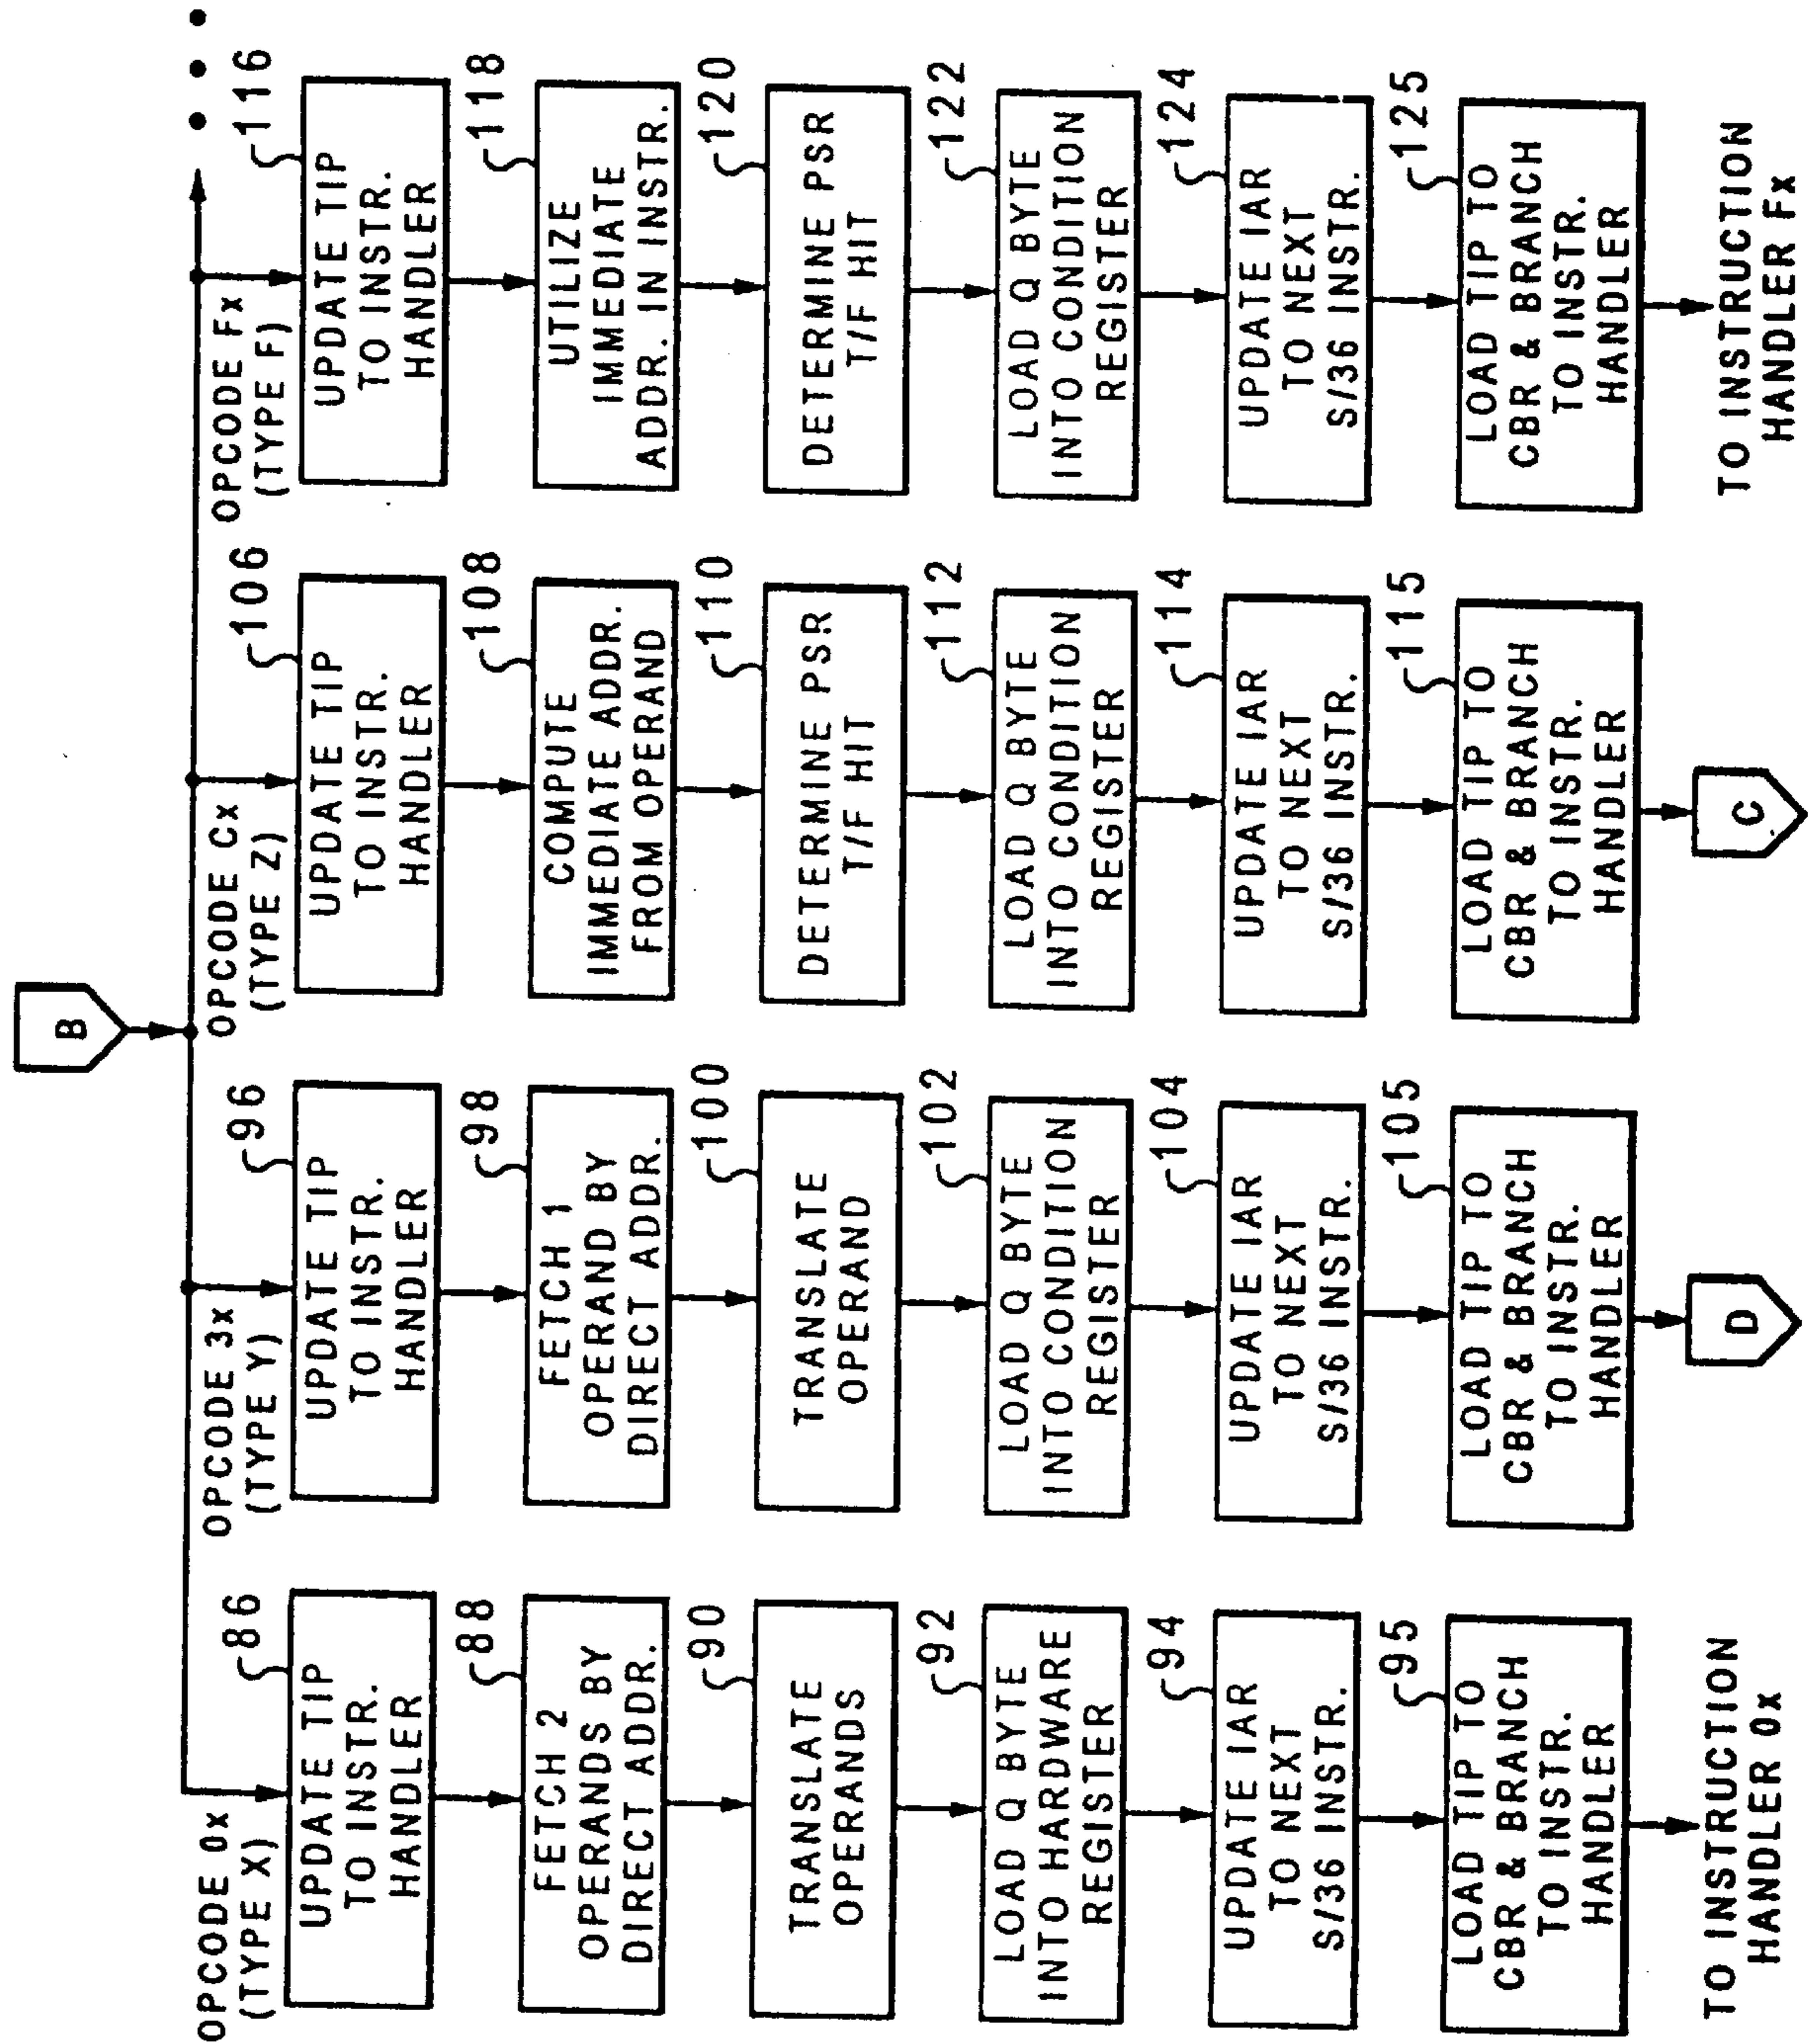 B
OPCODE 0x
(TYPE X)
86
UPDATE TIP
TO INSTR.
HANDLER
88
FETCH 2
OPERANDS BY
DIRECT ADDR.
90
TRANSLATE
OPERANDS
92
LOAD Q BYTE
INTO HARDWARE
REGISTER
94
UPDATE IAR
TO NEXT
S/36 INSTR.
95
LOAD TIP TO
CBR & BRANCH
TO INSTR.
HANDLER
TO INSTRUCTION
HANDLER 0x
OPCODE 3x
(TYPE Y)
96
UPDATE TIP
TO INSTR.
HANDLER
98
FETCH 1
OPERAND BY
DIRECT ADDR.
100
TRANSLATE
OPERAND
102
LOAD Q BYTE
INTO CONDITION
REGISTER
104
UPDATE IAR
TO NEXT
S/36 INSTR.
105
LOAD TIP TO
CBR & BRANCH
TO INSTR.
HANDLER
D
OPCODE Cx
(TYPE Z)
106
UPDATE TIP
TO INSTR.
HANDLER
108
COMPUTE
IMMEDIATE ADDR.
FROM OPERAND
110
DETERMINE PSR
T/F HIT
112
LOAD Q BYTE
INTO CONDITION
REGISTER
114
UPDATE IAR
TO NEXT
S/36 INSTR.
115
LOAD TIP TO
CBR & BRANCH
TO INSTR.
HANDLER
C
OPCODE Fx
(TYPE F)
116
UPDATE TIP
TO INSTR.
HANDLER
118
UTILIZE
IMMEDIATE
ADDR. IN INSTR.
120
DETERMINE PSR
T/F HIT
122
LOAD Q BYTE
INTO CONDITION
REGISTER
124
UPDATE IAR
TO NEXT
S/36 INSTR.
125
LOAD TIP TO
CBR & BRANCH
TO INSTR.
HANDLER
TO INSTRUCTION
HANDLER Fx